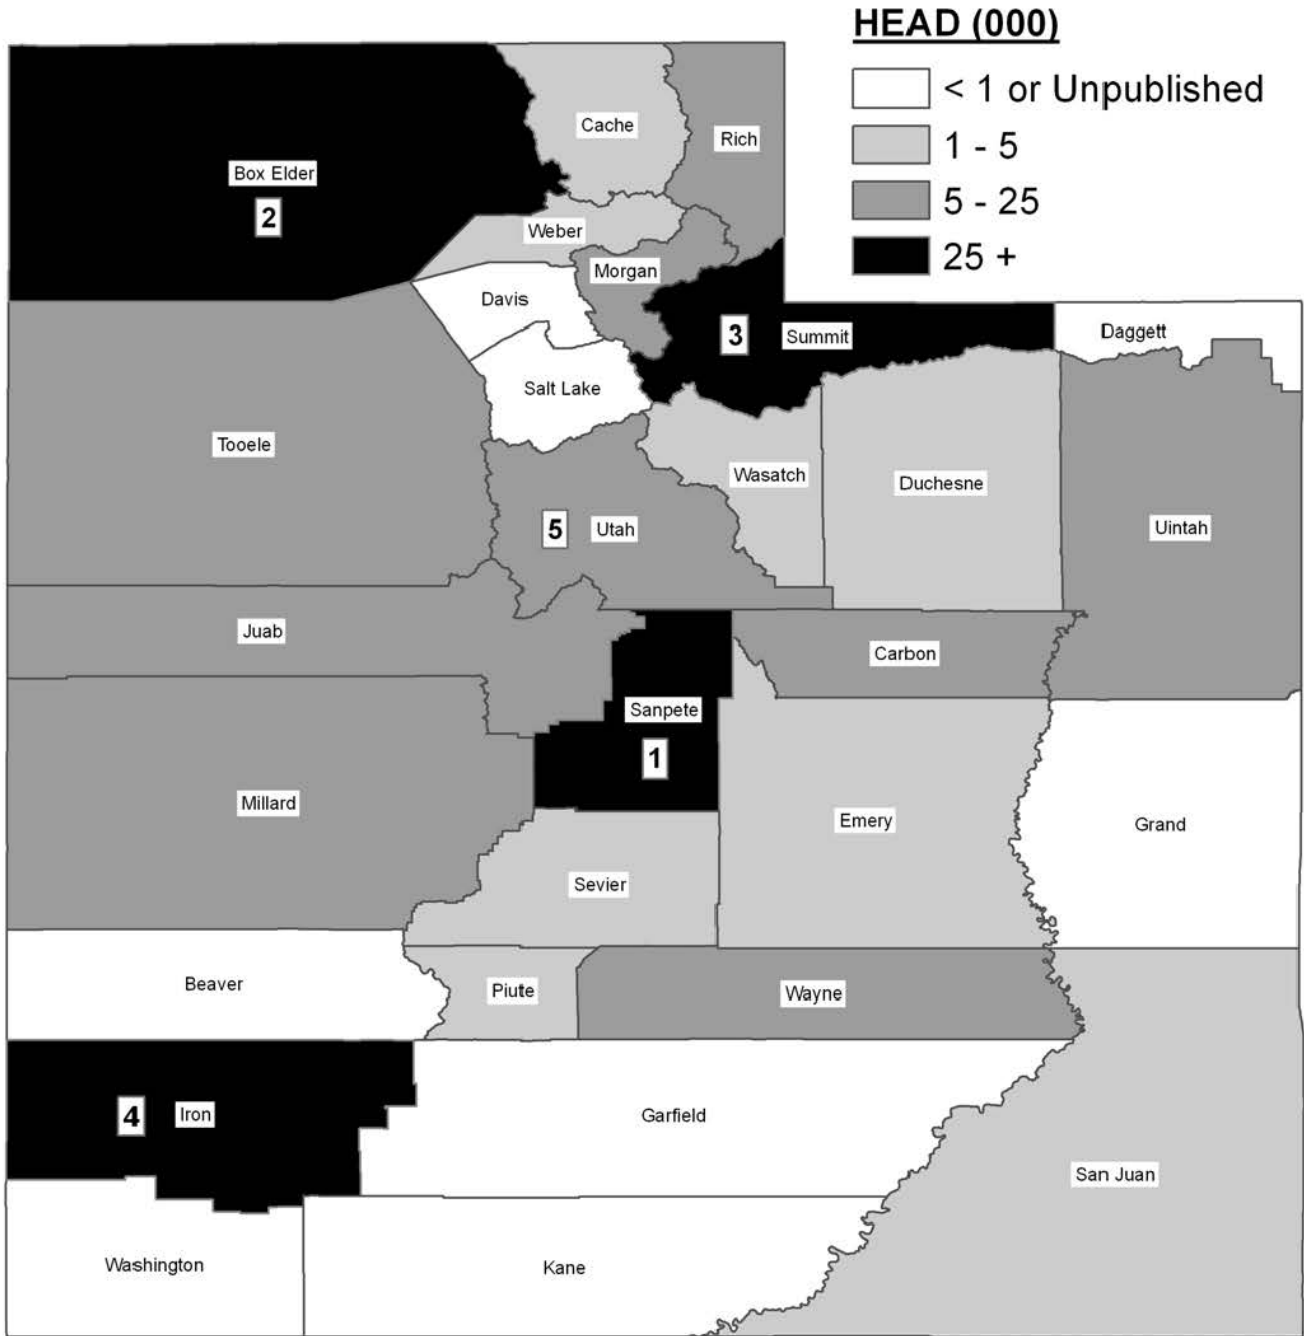 HEAD (000)
< 1 or Unpublished
1 - 5
5 - 25
25 +
Cache
Rich
Box Elder
2
Weber
Morgan
Davis
3
Summit
Daggett
Salt Lake
Tooele
Wasatch
Duchesne
5
Utah
Uintah
Juab
Carbon
Sanpete
1
Millard
Emery
Grand
Sevier
Beaver
Piute
Wayne
4
Iron
Garfield
San Juan
Washington
Kane